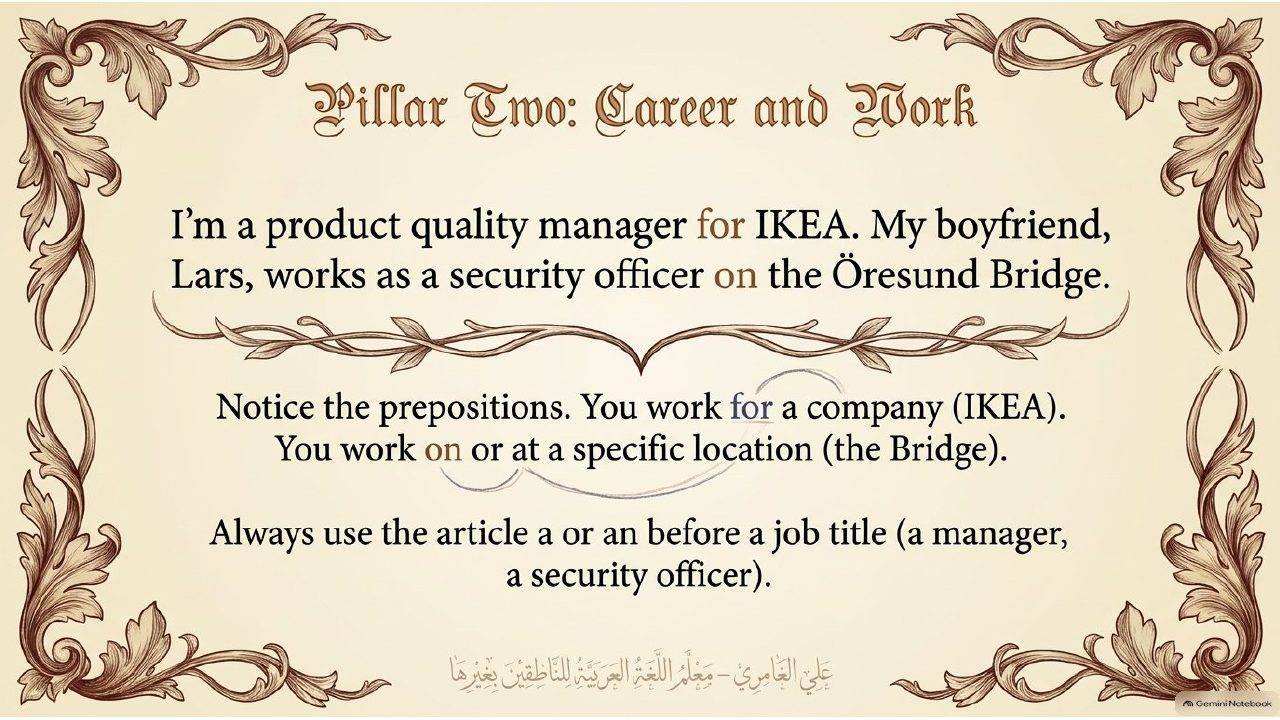 Pillar Two: Career and Work
I’m a product quality manager for IKEA. My boyfriend,
Lars, works as a security officer on the Öresund Bridge.
Notice the prepositions. You work for a company (IKEA).
You work on or at a specific location (the Bridge).
Always use the article a or an before a job title (a manager,
a security officer).
عَلِيّ العَامِرِيّ – مَعْلَّمُ اللَّغَةُ العَرَبَيَّةُ لِلنَّاطِقِيْنَ بِغَيْرِهَا
Gemini Notebook